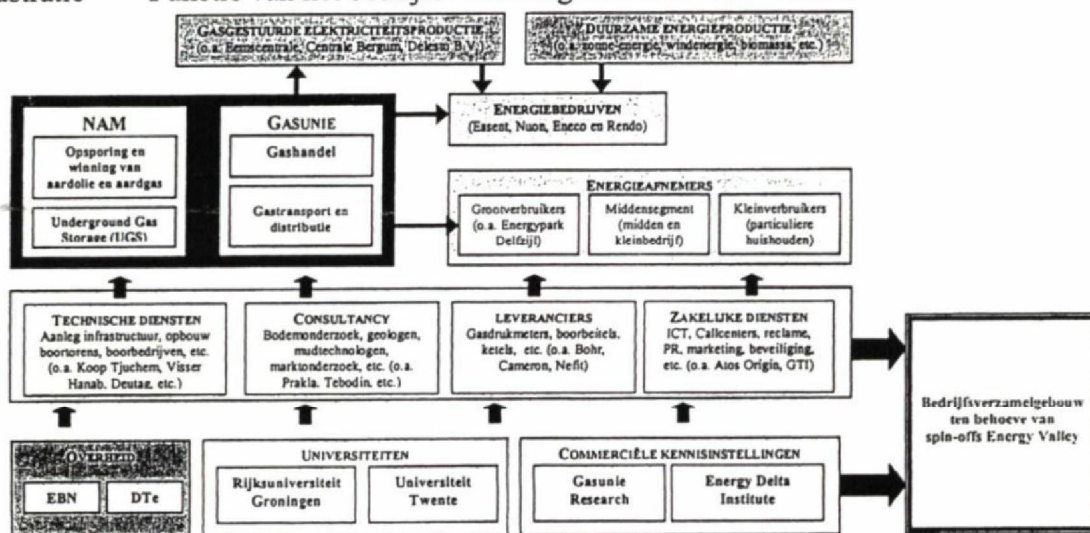 GASGESTUURDE ELEKTRICITEITSPRODUCTIE
(o.a. Eemscentrale, Centrale Bergum, Delesto B.V.)
DUURZAME ENERGIEPRODUCTIE
(o.a. zonne-energie, windenergie, biomassa, etc.)
NAM
Opsporing en
winning van
aardolie en aardgas
Underground Gas
Storage (UGS)
GASUNIE
Gashandel
Gastransport en
distributie
ENERGIEBEDRIJVEN
(Essent, Nuon, Eneco en Rendo)
ENERGIEAFNEMERS
Grootverbruikers
(o.a. Energypark
Delfzijl)
Middensegment
(midden en
kleinbedrijf)
Kleinverbruikers
(particuliere
huishouden)
TECHNISCHE DIENSTEN
Aanleg infrastructuur, opbouw
boortorens, boorbedrijven, etc.
(o.a. Koop Tjuchem, Visser
Hanab, Deutag, etc.)
CONSULTANCY
Bodemonderzoek, geologen,
mudtechnologen,
marktonderzoek, etc. (o.a.
Prakla, Tebodin, etc.)
LEVERANCIERS
Gasdrukmeters, boorbeitels,
ketels, etc. (o.a. Bohr,
Cameron, Nefit)
ZAKELIJKE DIENSTEN
ICT, Callcenters, reclame,
PR, marketing, beveiliging,
etc. (o.a. Atos Origin, GTI)
Bedrijfsverzamelgebouw
ten behoeve van
spin-offs Energy Valley
OVERHEID
EBN
DTe
UNIVERSITEITEN
Rijksuniversiteit
Groningen
Universiteit
Twente
COMMERCIËLE KENNISINSTELLINGEN
Gasunie
Research
Energy Delta
Institute